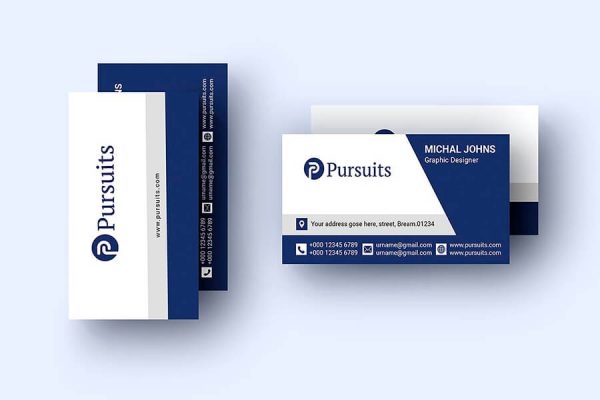 Pursuits
www.pursuits.com
NS
+000 12345 6789
+000 12345 6789
urname@gmail.com
urname@gmail.com
www.pursuits.com
www.pursuits.com
MICHAL JOHNS
Graphic Designer
Pursuits
Your address gose here, street, Bream.01234
+000 12345 6789
+000 12345 6789
urname@gmail.com
urname@gmail.com
www.pursuits.com
www.pursuits.com